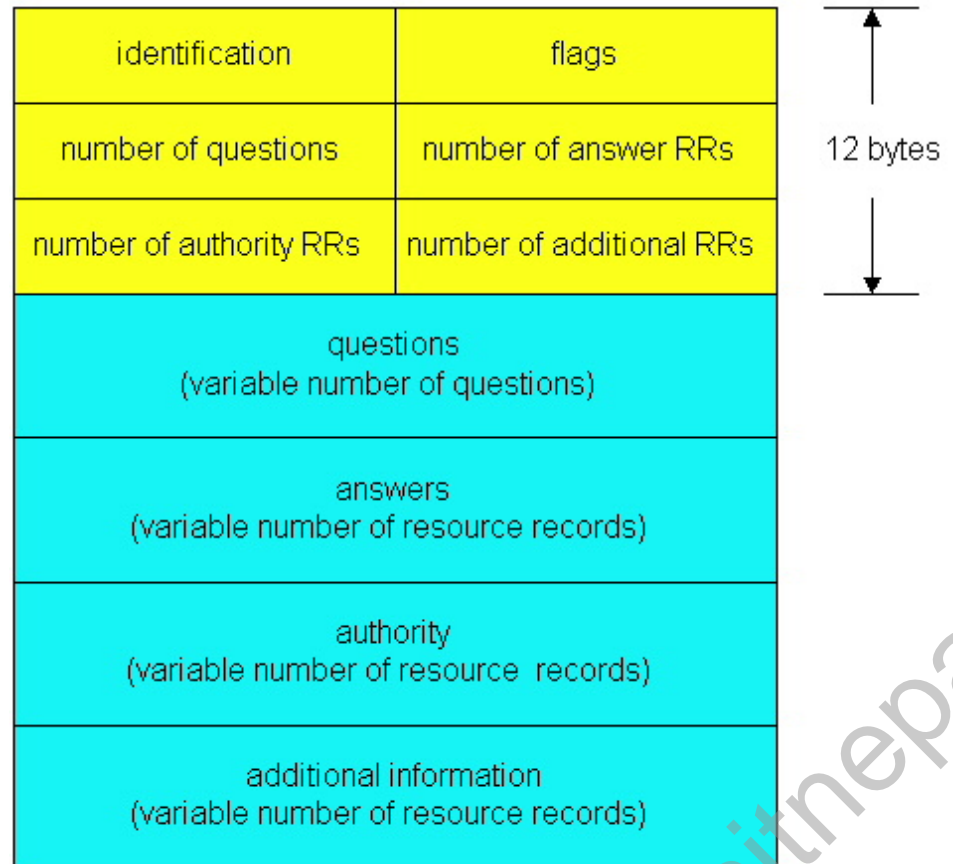 identification
flags
number of questions
number of answer RRs
12 bytes
number of authority RRs
number of additional RRs
questions
(variable number of questions)
answers
(variable number of resource records)
authority
(variable number of resource records)
additional information
(variable number of resource records)